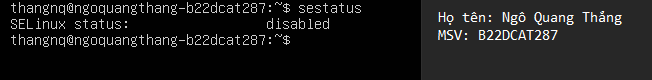 thangnq@ngoquangthang-b22dcat287:~$ sestatus
SELinux status:                 disabled
thangnq@ngoquangthang-b22dcat287:~$
Họ tên: Ngô Quang Thắng
MSV: B22DCAT287